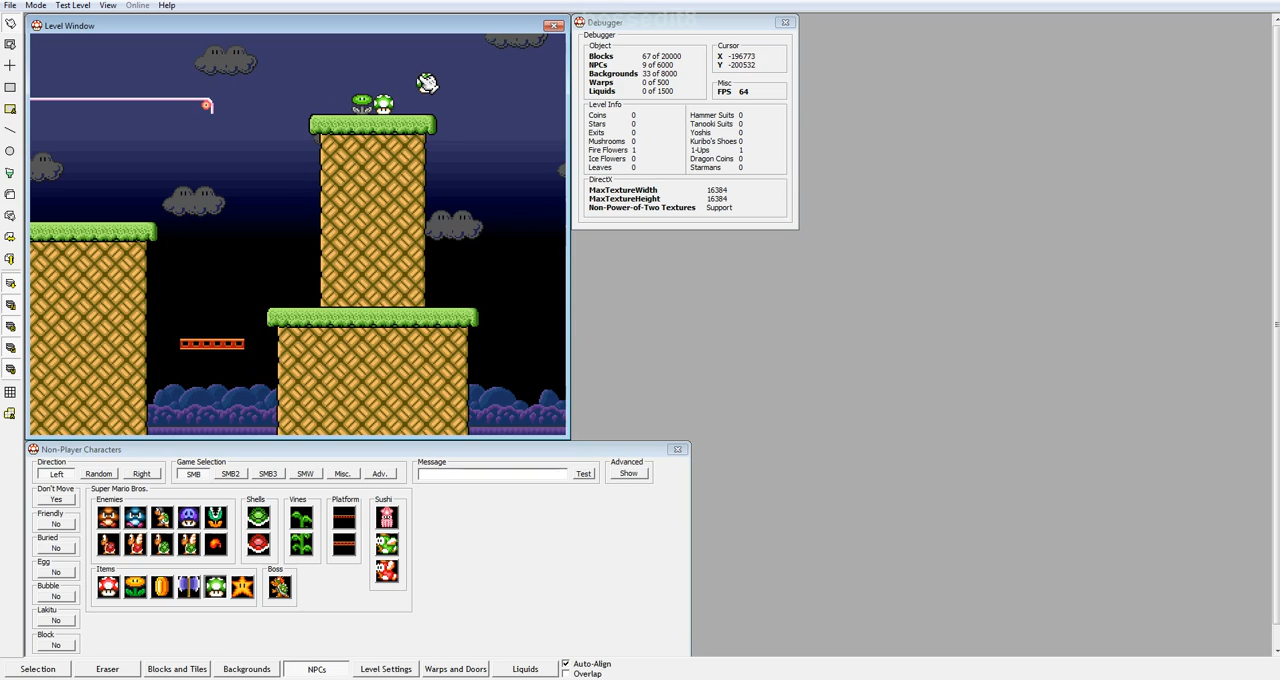 File Mode Test Level View Online Help
Level Window
Debugger
Debugger
Object
Blocks 67 of 20000
NPCs 9 of 6000
Backgrounds 33 of 8000
Warps 0 of 500
Liquids 0 of 1500
Cursor
X -196773
Y -200532
Misc
FPS 64
Level Info
Coins 0
Stars 0
Exits 0
Mushrooms 0
Fire Flowers 1
Ice Flowers 0
Leaves 0
Hammer Suits 0
Tanooki Suits 0
Yoshis 0
Kuribo's Shoes 0
1-Ups 1
Dragon Coins 0
Starmans 0
DirectX
MaxTextureWidth 16384
MaxTextureHeight 16384
Non-Power-of-Two Textures Support
Non-Player Characters
Direction
Left Random Right
Game Selection
SMB SMB2 SMB3 SMW Misc. Adv.
Message
Test
Advanced
Show
Don't Move
Yes
Friendly
No
Buried
No
Egg
No
Bubble
No
Lakitu
No
Block
No
Super Mario Bros.
Enemies
Shells
Vines
Platform
Sushi
Items
Boss
Selection Eraser Blocks and Tiles Backgrounds NPCs Level Settings Warps and Doors Liquids
Auto-Align
Overlap